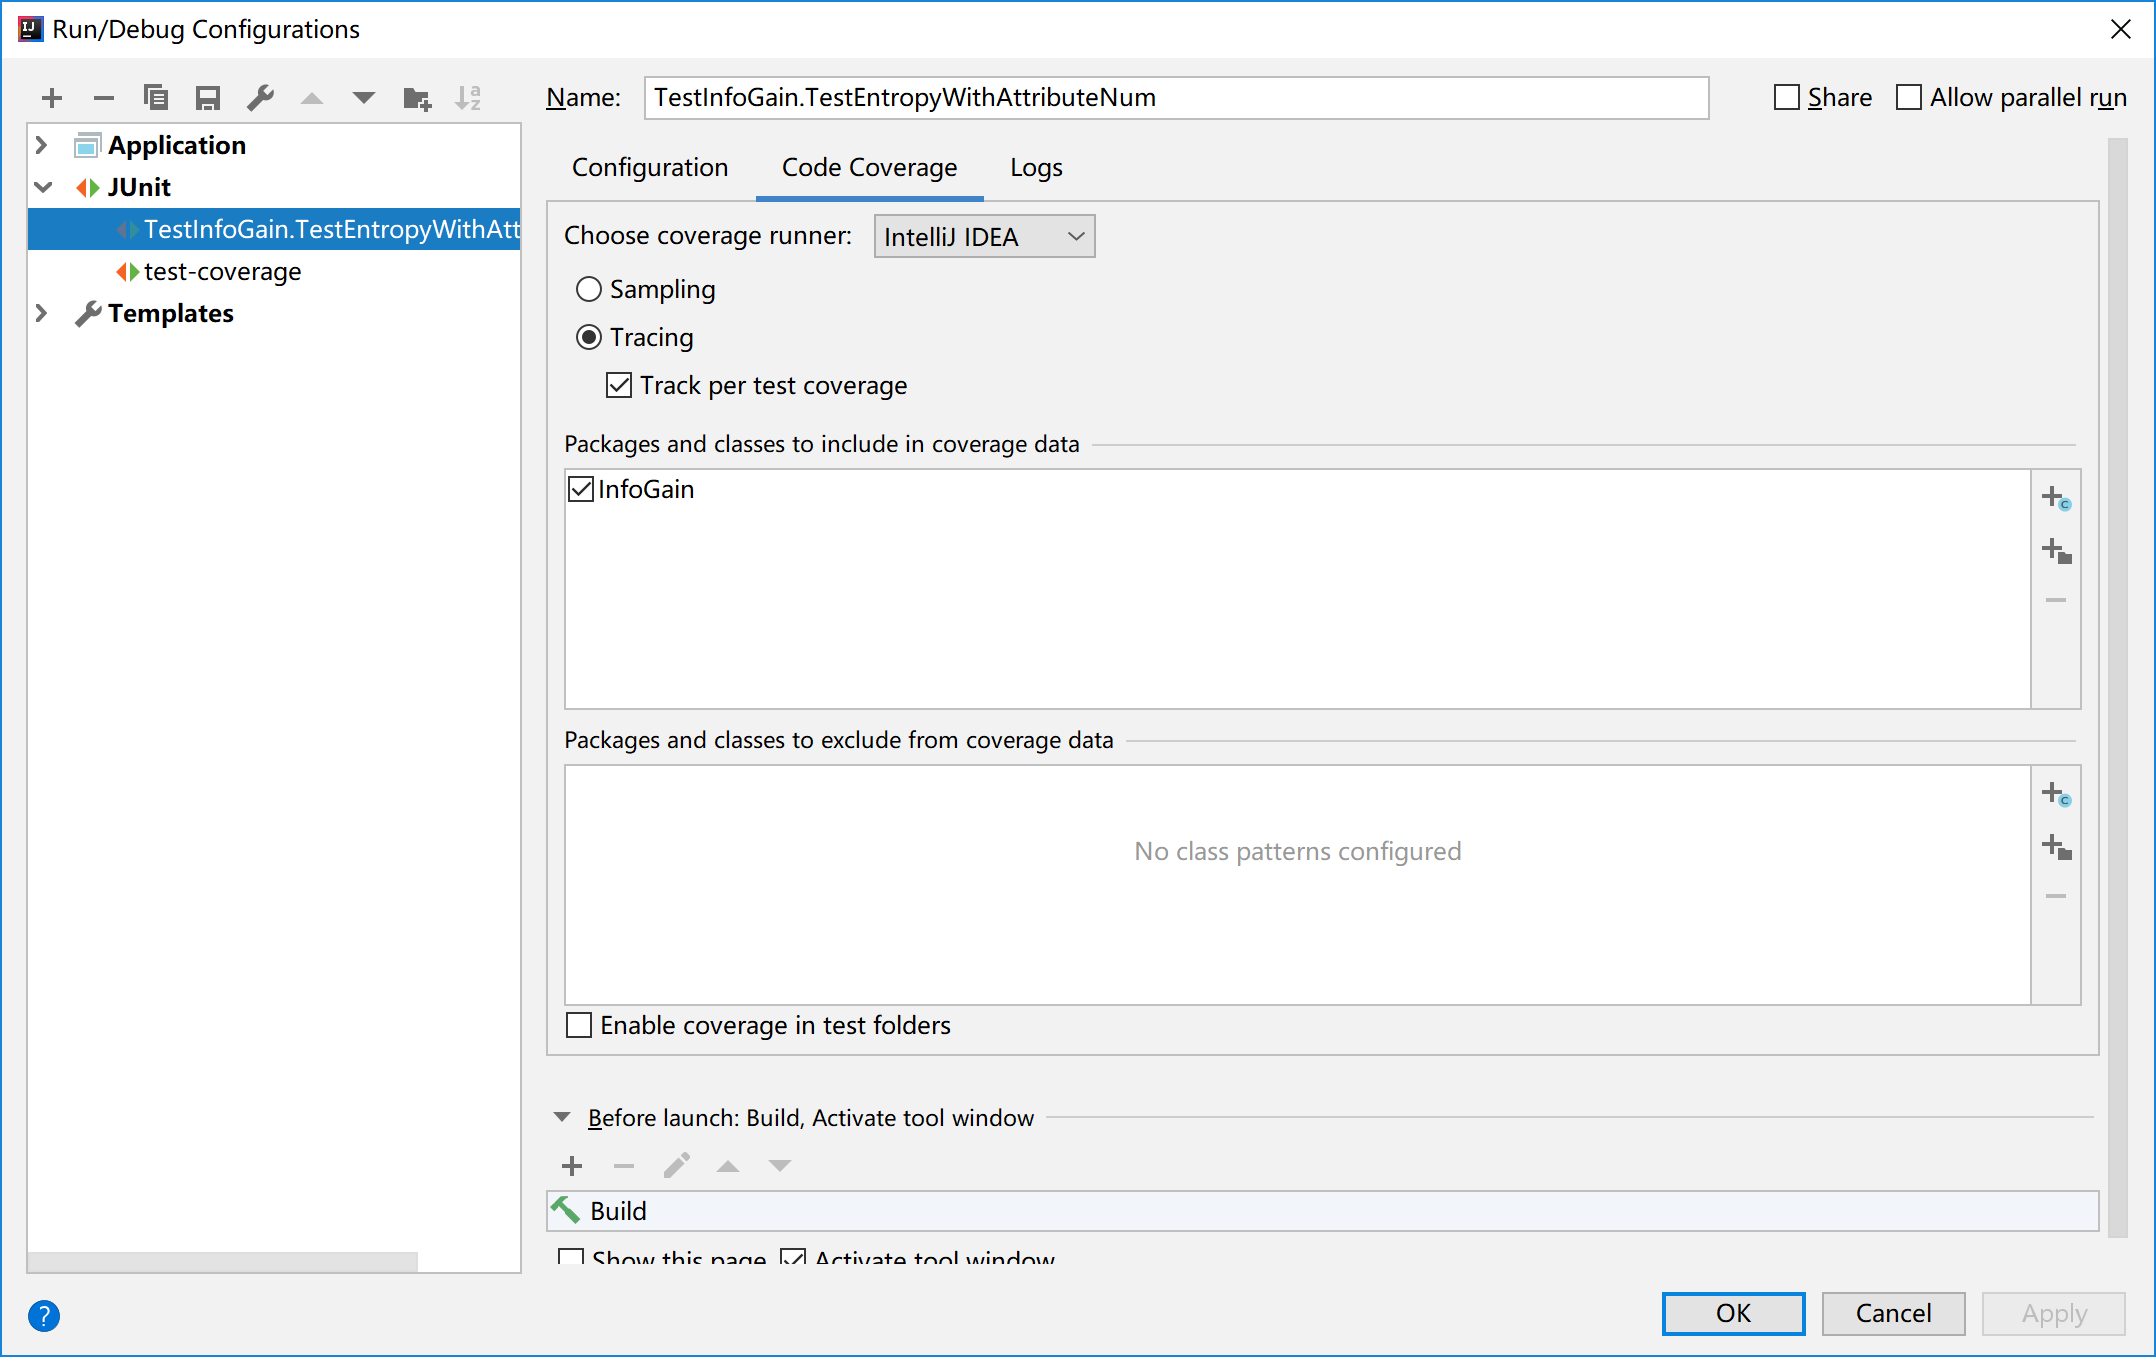 Run/Debug Configurations
Name: TestInfoGain.TestEntropyWithAttributeNum
Share
Allow parallel run
Application
JUnit
TestInfoGain.TestEntropyWithAtt
test-coverage
Templates
Configuration Code Coverage Logs
Choose coverage runner: IntelliJ IDEA
Sampling
Tracing
Track per test coverage
Packages and classes to include in coverage data
InfoGain
Packages and classes to exclude from coverage data
No class patterns configured
Enable coverage in test folders
Before launch: Build, Activate tool window
Build
Show this page Activate tool window
OK Cancel Apply